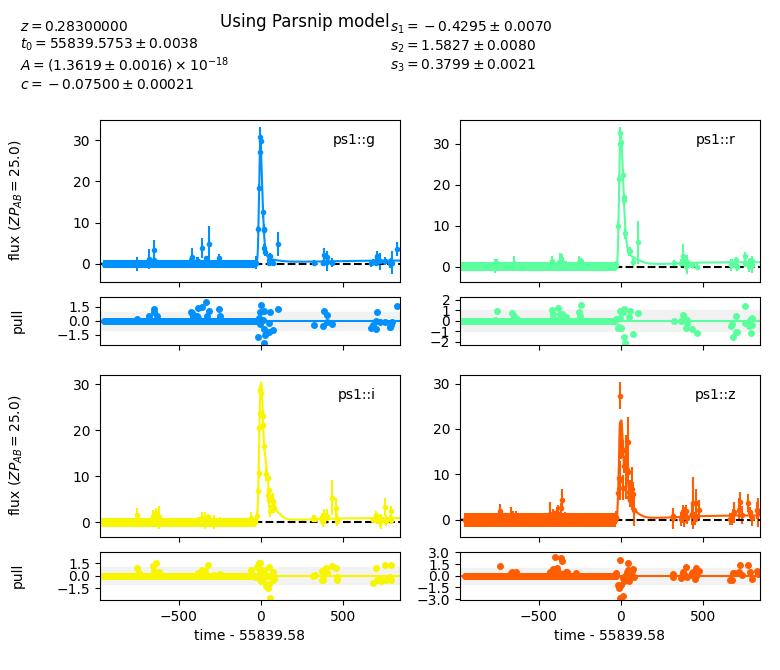 Using Parsnip model
z = 0.28300000
t₀ = 55839.5753 ± 0.0038
A = (1.3619 ± 0.0016) × 10⁻¹⁸
c = −0.07500 ± 0.00021
s₁ = −0.4295 ± 0.0070
s₂ = 1.5827 ± 0.0080
s₃ = 0.3799 ± 0.0021
flux (ZP_AB = 25.0)
30
20
10
0
ps1::g
30
20
10
0
ps1::r
pull
1.5
0.0
−1.5
2
1
0
−1
−2
flux (ZP_AB = 25.0)
30
20
10
0
ps1::i
30
20
10
0
ps1::z
pull
1.5
0.0
−1.5
3.0
1.5
0.0
−1.5
−3.0
−500 0 500
time - 55839.58
−500 0 500
time - 55839.58